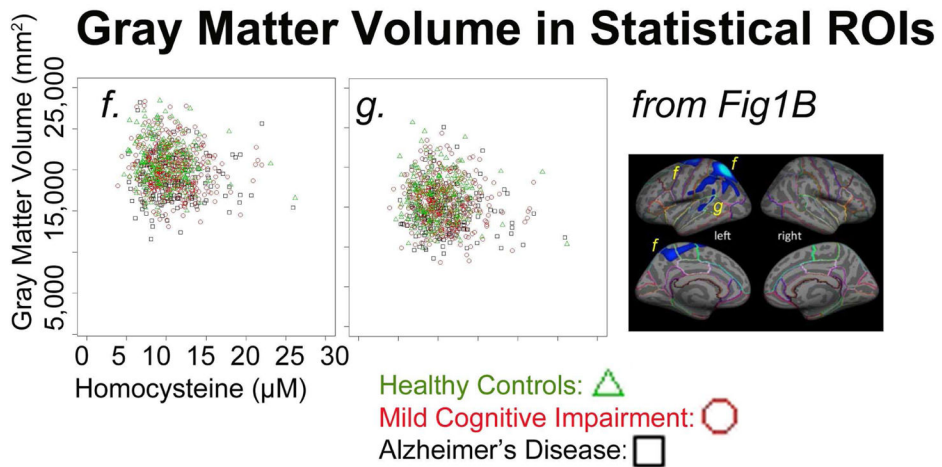 Gray Matter Volume in Statistical ROIs
Gray Matter Volume (mm²)
25,000
15,000
15,000
5,000
5,000
f.
g.
from Fig1B
f
f
g
left
right
f
0 5 10 15 20 25 30
Homocysteine (µM)
Healthy Controls:
Mild Cognitive Impairment:
Alzheimer's Disease: